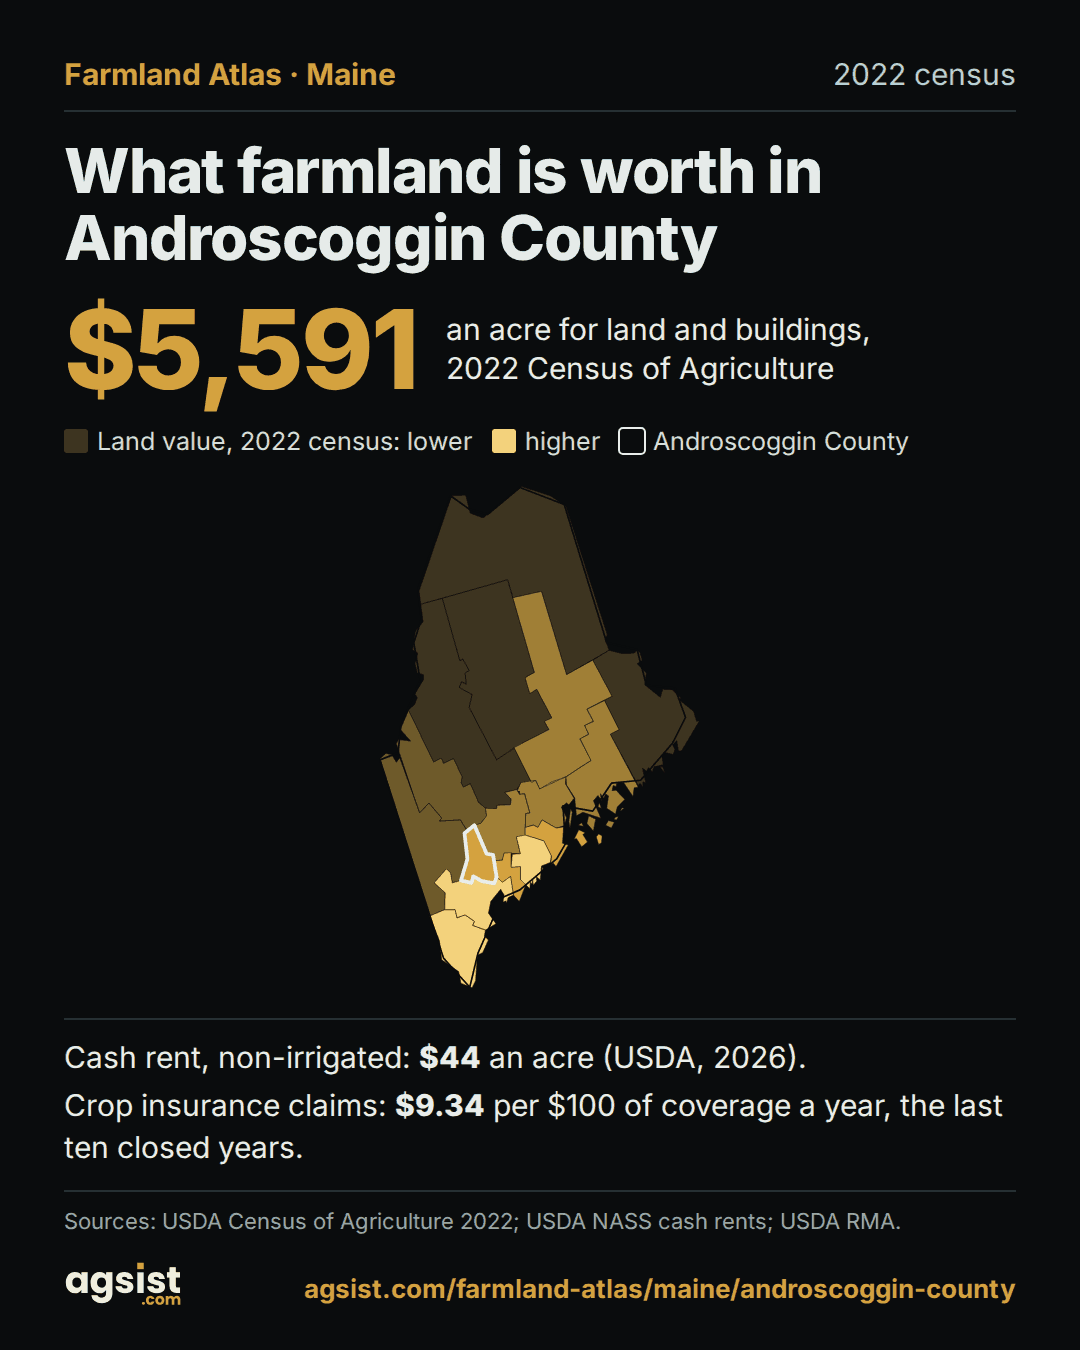 Farmland Atlas · Maine
2022 census
What farmland is worth in
Androscoggin County
$5,591
an acre for land and buildings,
2022 Census of Agriculture
Land value, 2022 census: lower
higher
Androscoggin County
Cash rent, non-irrigated: $44 an acre (USDA, 2026).
Crop insurance claims: $9.34 per $100 of coverage a year, the last
ten closed years.
Sources: USDA Census of Agriculture 2022; USDA NASS cash rents; USDA RMA.
agsist
.com
agsist.com/farmland-atlas/maine/androscoggin-county